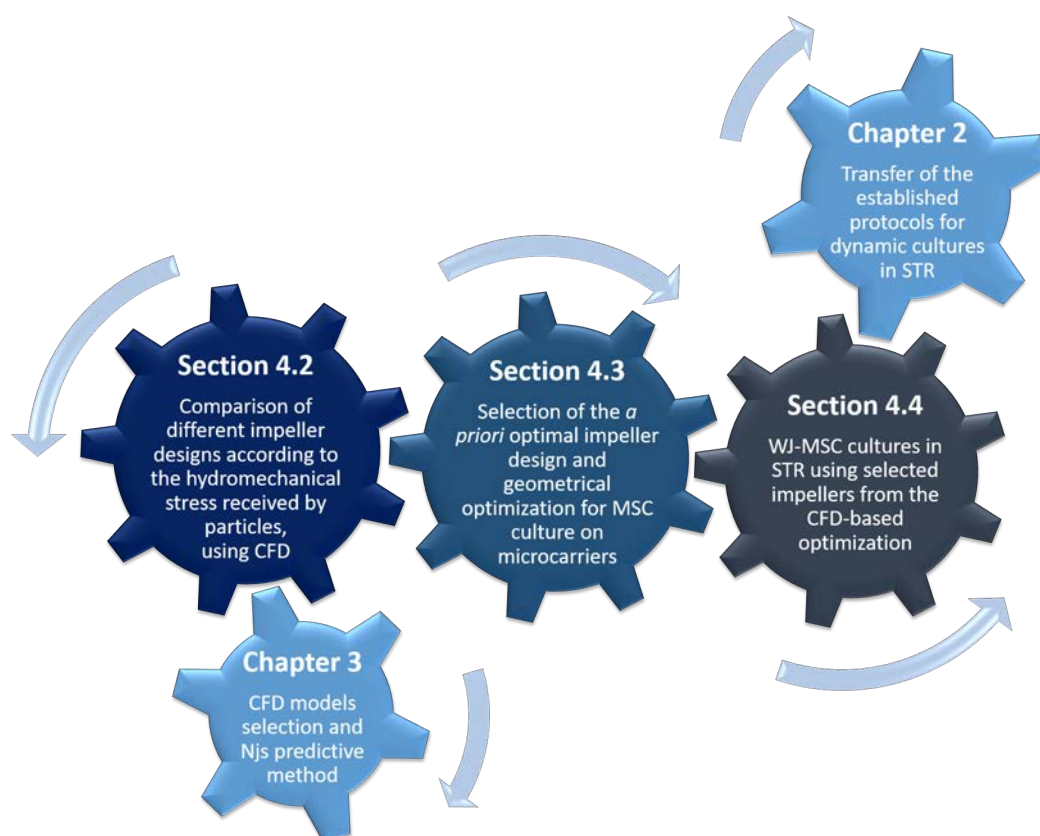 Chapter 2
Transfer of the
established
protocols for
dynamic cultures
in STR
Section 4.2
Comparison of
different impeller
designs according to
the hydromechanical
stress received by
particles,
using CFD
Section 4.3
Selection of the a
priori optimal impeller
design and
geometrical
optimization for MSC
culture on
microcarriers
Section 4.4
WJ-MSC cultures in
STR using selected
impellers from the
CFD-based
optimization
Chapter 3
CFD models
selection and
Njs predictive
method